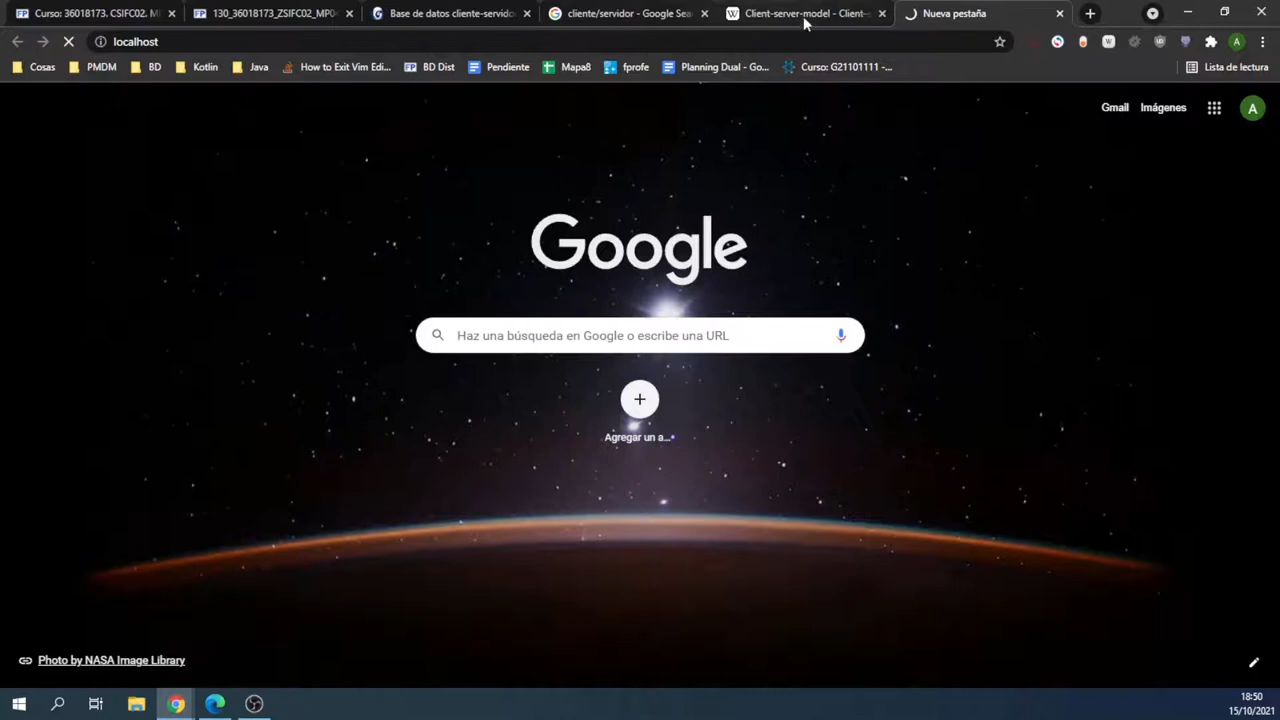 Curso: 36018173. CSIFC02. M
130_36018173_ZSIFC02_MP0
Base de datos cliente-servidor
cliente/servidor - Google Sea
Client-server-model - Client-
Nueva pestaña
localhost
Cosas
PMDM
BD
Kotlin
Java
How to Exit Vim Edi...
BD Dist
Pendiente
Mapa8
fprofe
Planning Dual - Go...
Curso: G21101111 -...
Lista de lectura
Gmail
Imágenes
A
Google
Haz una búsqueda en Google o escribe una URL
Agregar un a...
Photo by NASA Image Library
18:50
15/10/2021